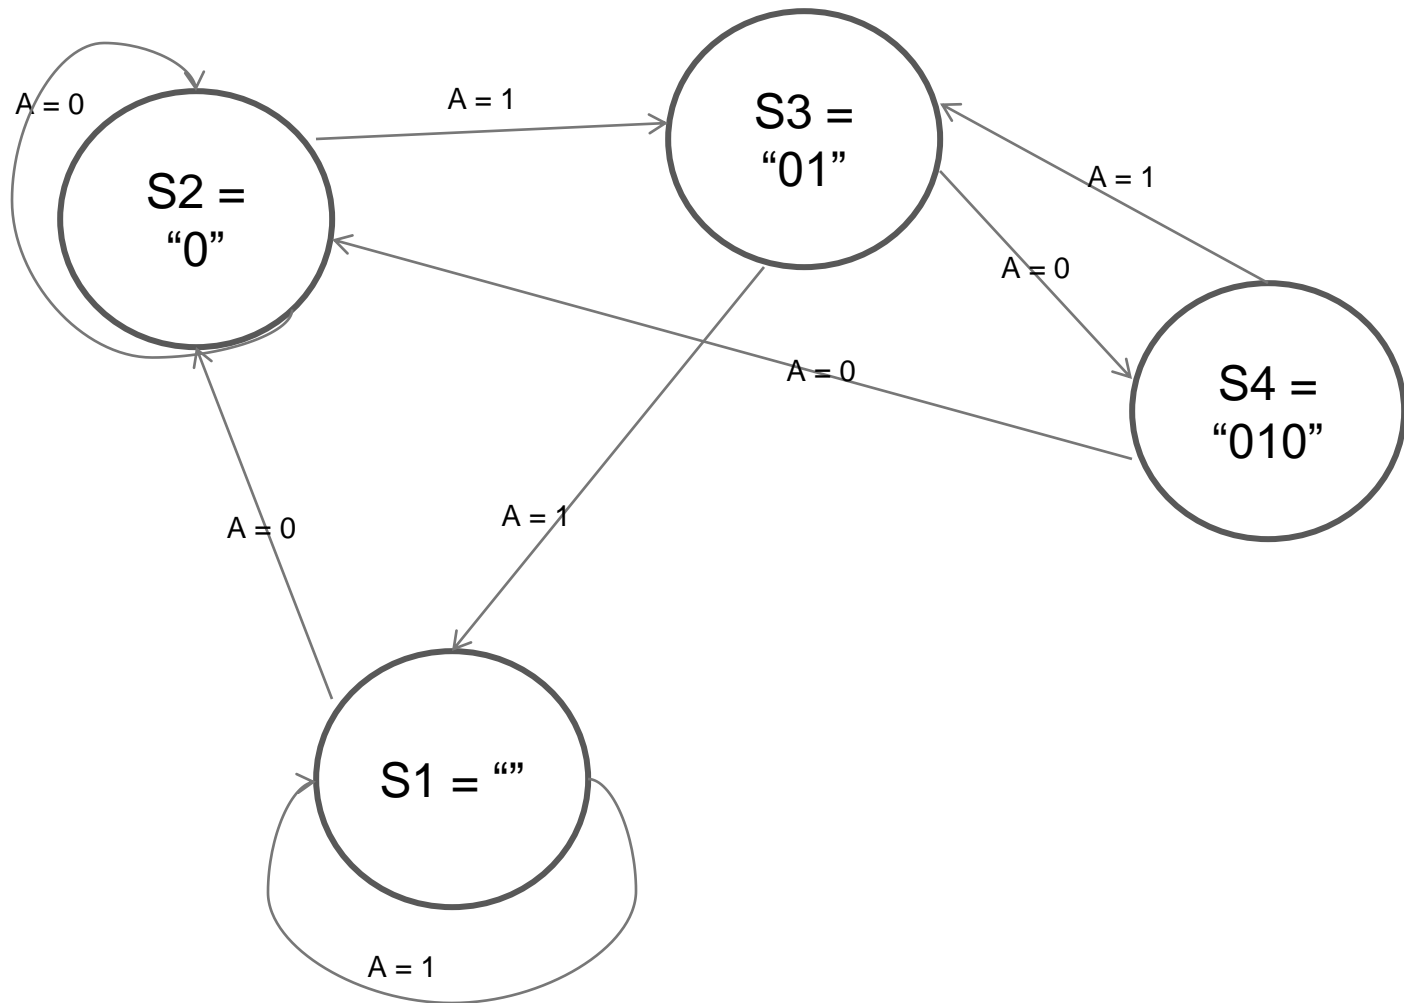 A = 0
A = 1
S3 =
“01”
S2 =
“0”
A = 1
A = 0
A = 0
S4 =
“010”
A = 0
A = 1
S1 = “”
A = 1